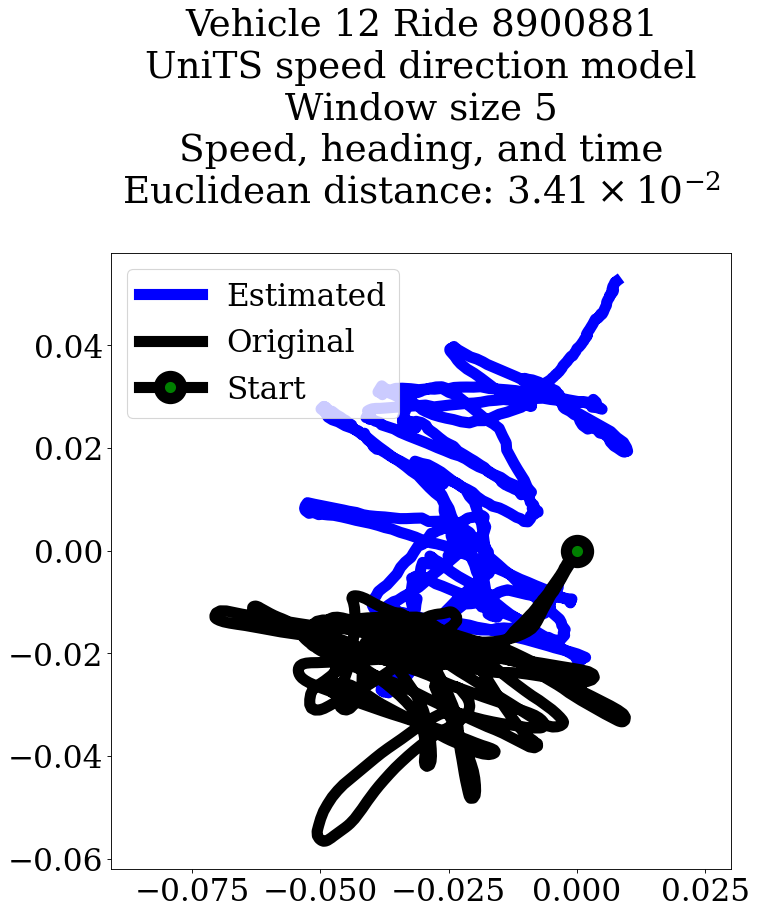 Vehicle 12 Ride 8900881
UniTS speed direction model
Window size 5
Speed, heading, and time
Euclidean distance: 3.41 × 10⁻²
Estimated
Original
Start
0.04
0.02
0.00
−0.02
−0.04
−0.06
−0.075 −0.050 −0.025 0.000 0.025